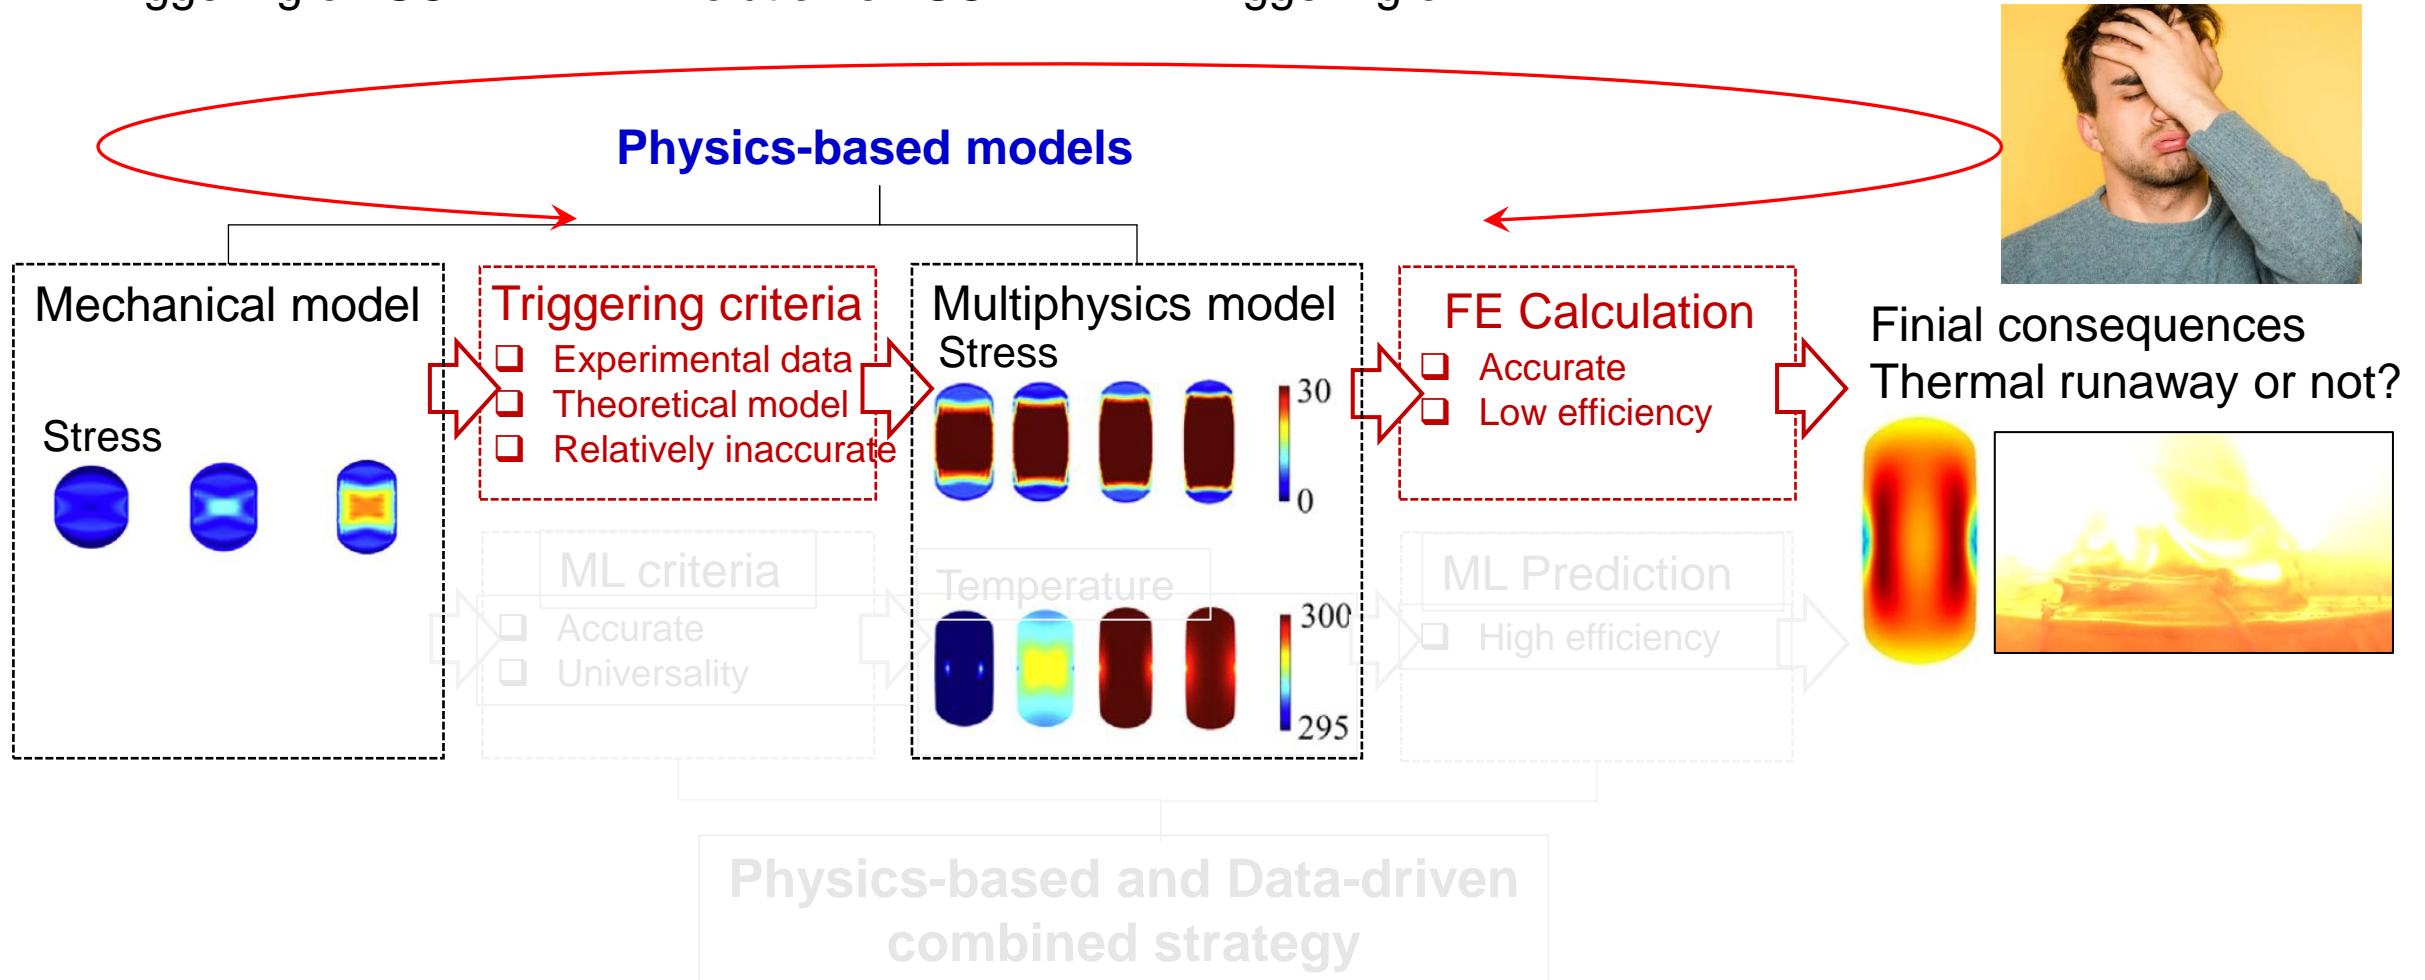 Physics-based models
Mechanical model
Stress
Triggering criteria
Experimental data
Theoretical model
Relatively inaccurate
Multiphysics model
Stress
30
0
FE Calculation
Accurate
Low efficiency
Finial consequences
Thermal runaway or not?
ML criteria
Accurate
Universality
Temperature
300
295
ML Prediction
High efficiency
Physics-based and Data-driven
combined strategy